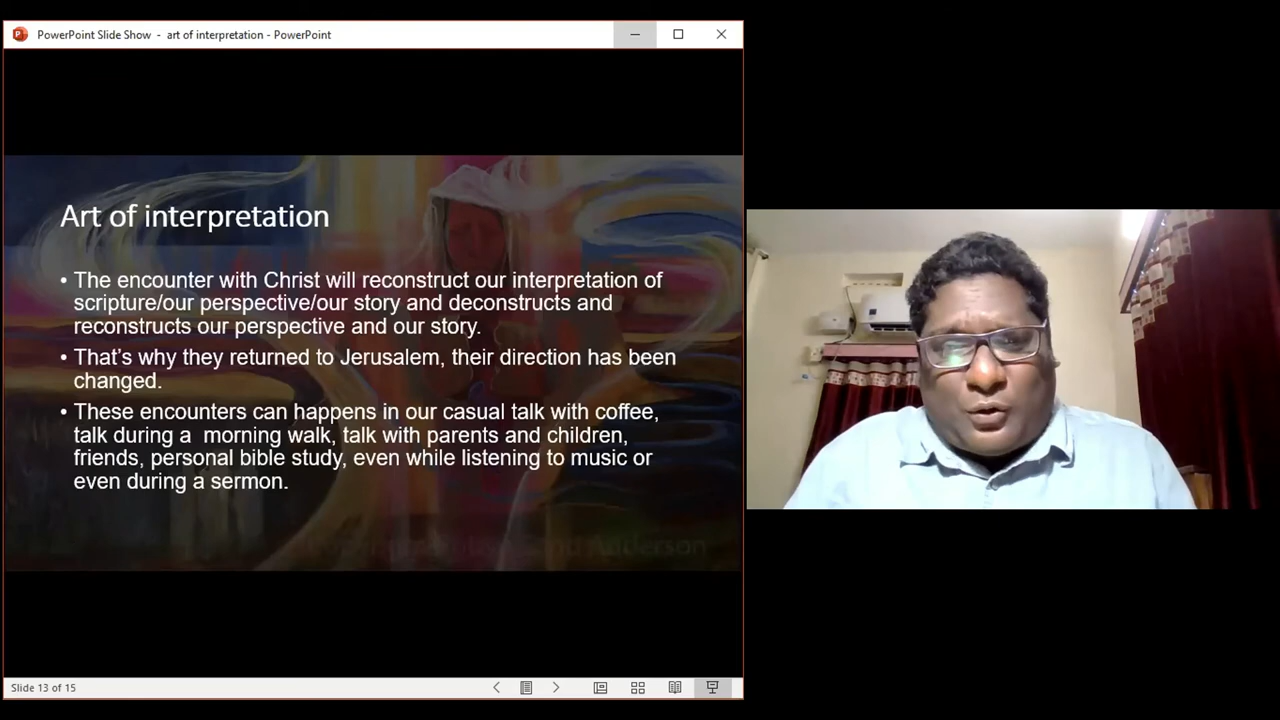 PowerPoint Slide Show - art of interpretation - PowerPoint
Art of interpretation
• The encounter with Christ will reconstruct our interpretation of
scripture/our perspective/our story and deconstructs and
reconstructs our perspective and our story.
• That's why they returned to Jerusalem, their direction has been
changed.
• These encounters can happens in our casual talk with coffee,
talk during a morning walk, talk with parents and children,
friends, personal bible study, even while listening to music or
even during a sermon.
Anderson
Slide 13 of 15